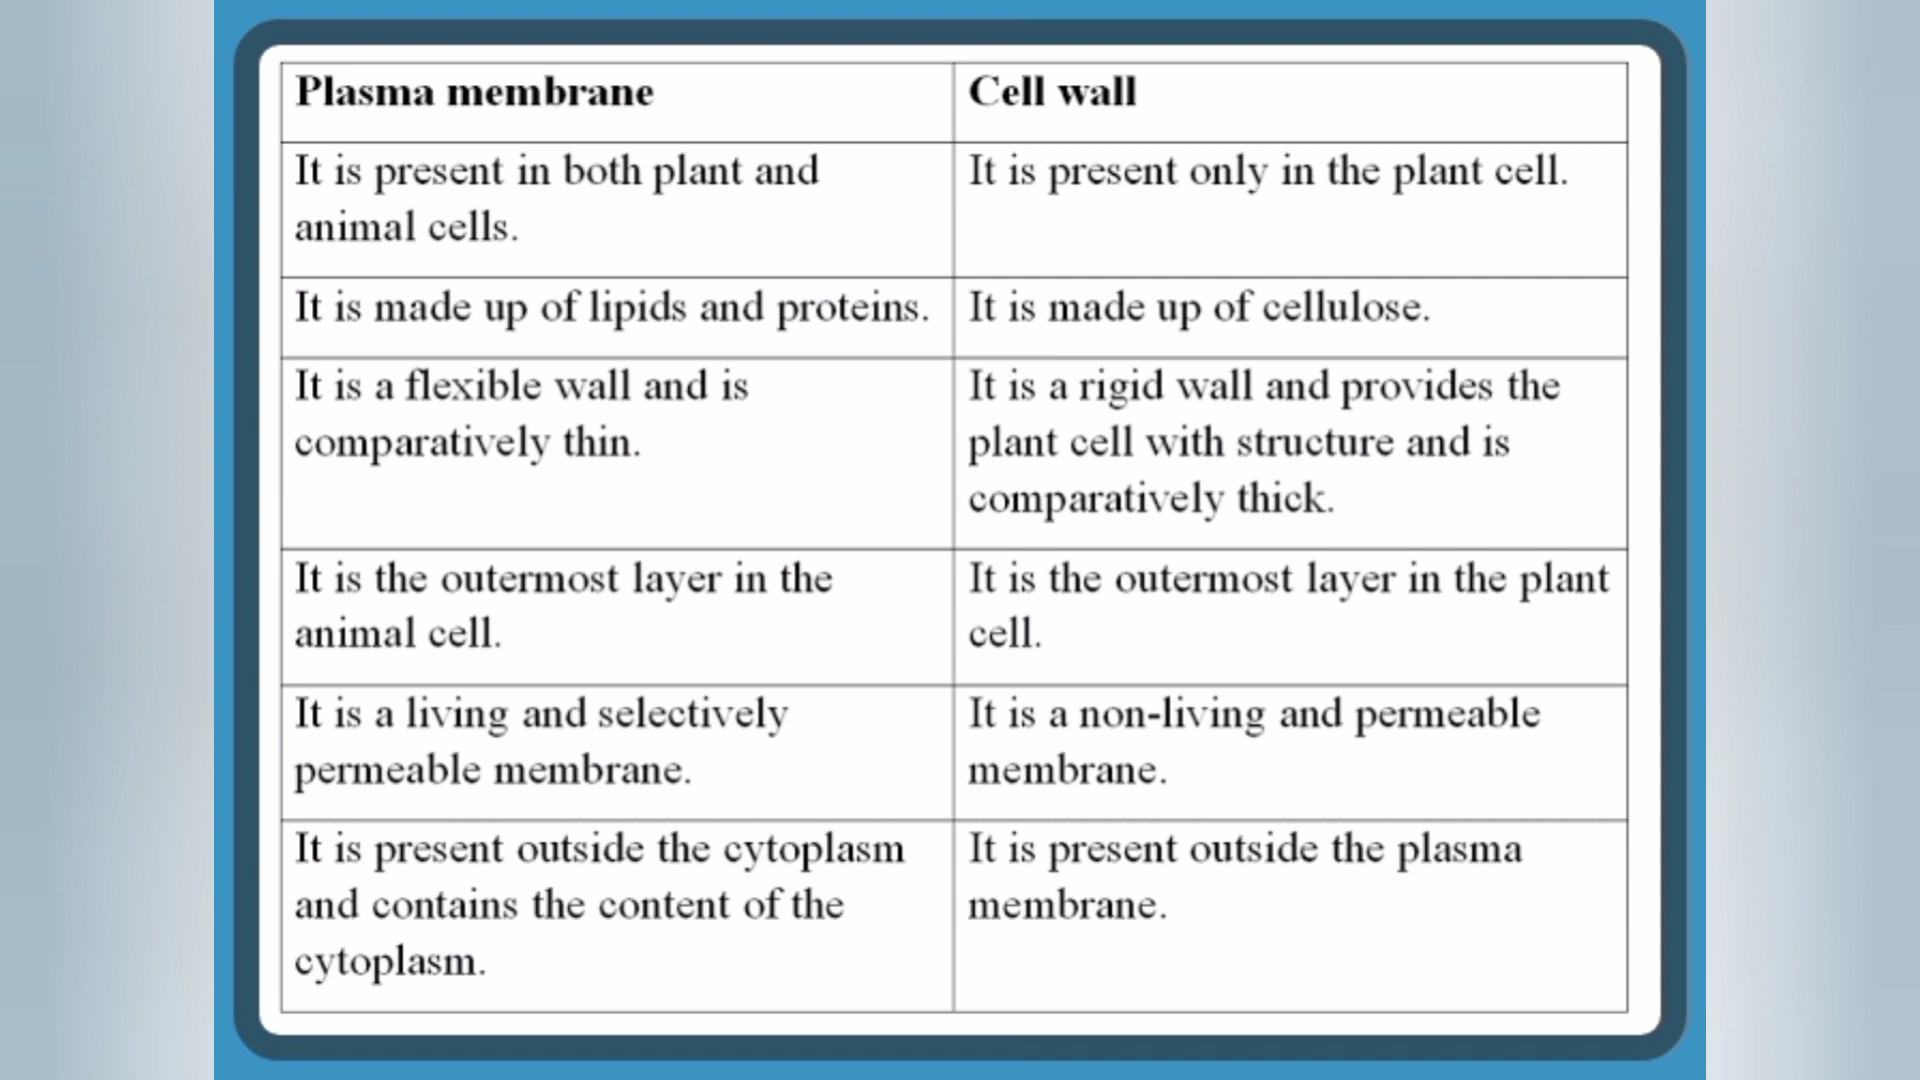 Plasma membrane
Cell wall
It is present in both plant and
animal cells.
It is present only in the plant cell.
It is made up of lipids and proteins.
It is made up of cellulose.
It is a flexible wall and is
comparatively thin.
It is a rigid wall and provides the
plant cell with structure and is
comparatively thick.
It is the outermost layer in the
animal cell.
It is the outermost layer in the plant
cell.
It is a living and selectively
permeable membrane.
It is a non-living and permeable
membrane.
It is present outside the cytoplasm
and contains the content of the
cytoplasm.
It is present outside the plasma
membrane.